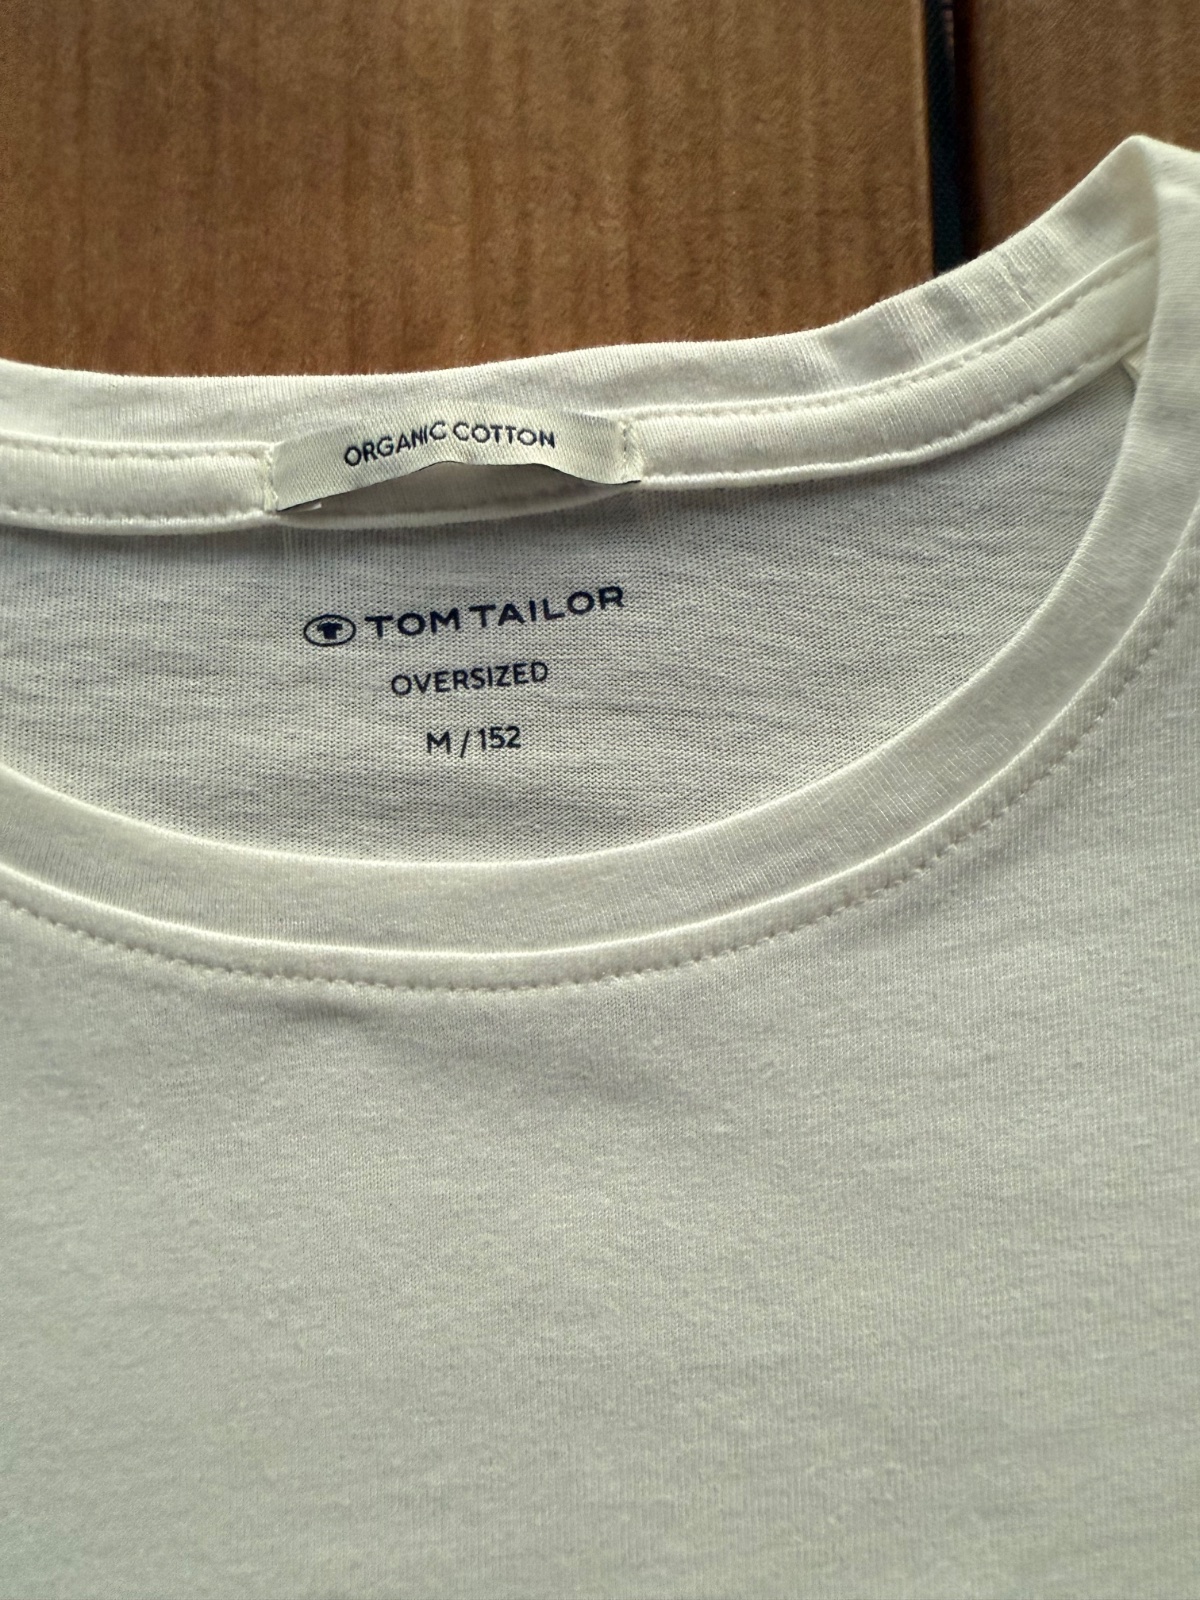 ORGANIC COTTON
TOM TAILOR
OVERSIZED
M / 152